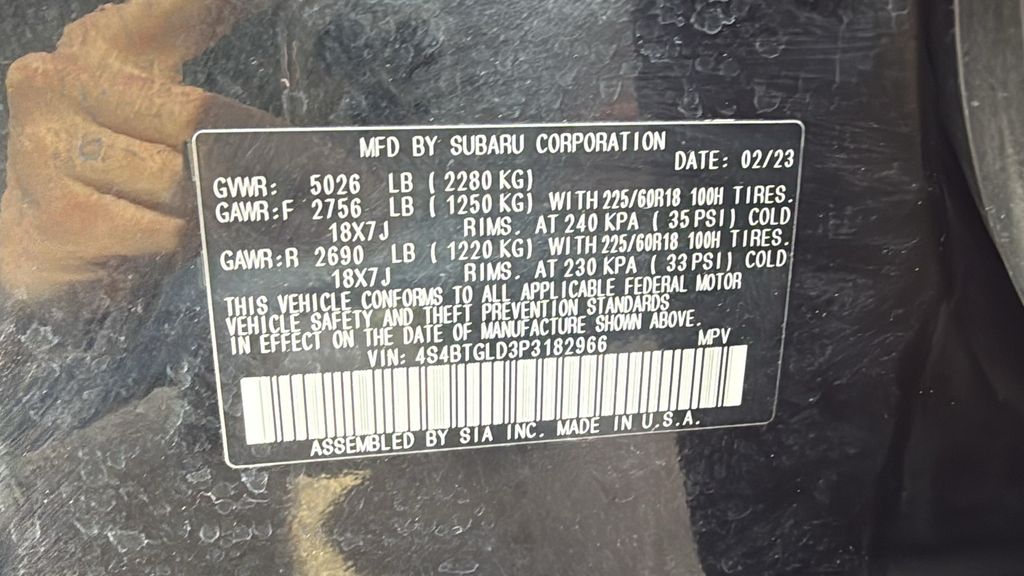 MFD BY SUBARU CORPORATION
DATE: 02/23
GVWR: 5026 LB ( 2280 KG)
GAWR:F 2756 LB ( 1250 KG) WITH 225/60R18 100H TIRES.
18X7J RIMS. AT 240 KPA ( 35 PSI) COLD
GAWR:R 2690 LB ( 1220 KG) WITH 225/60R18 100H TIRES.
18X7J RIMS. AT 230 KPA ( 33 PSI) COLD
THIS VEHICLE CONFORMS TO ALL APPLICABLE FEDERAL MOTOR
VEHICLE SAFETY AND THEFT PREVENTION STANDARDS
IN EFFECT ON THE DATE OF MANUFACTURE SHOWN ABOVE.
VIN: 4S4BTGLD3P3182966 MPV
ASSEMBLED BY SIA INC. MADE IN U.S.A.